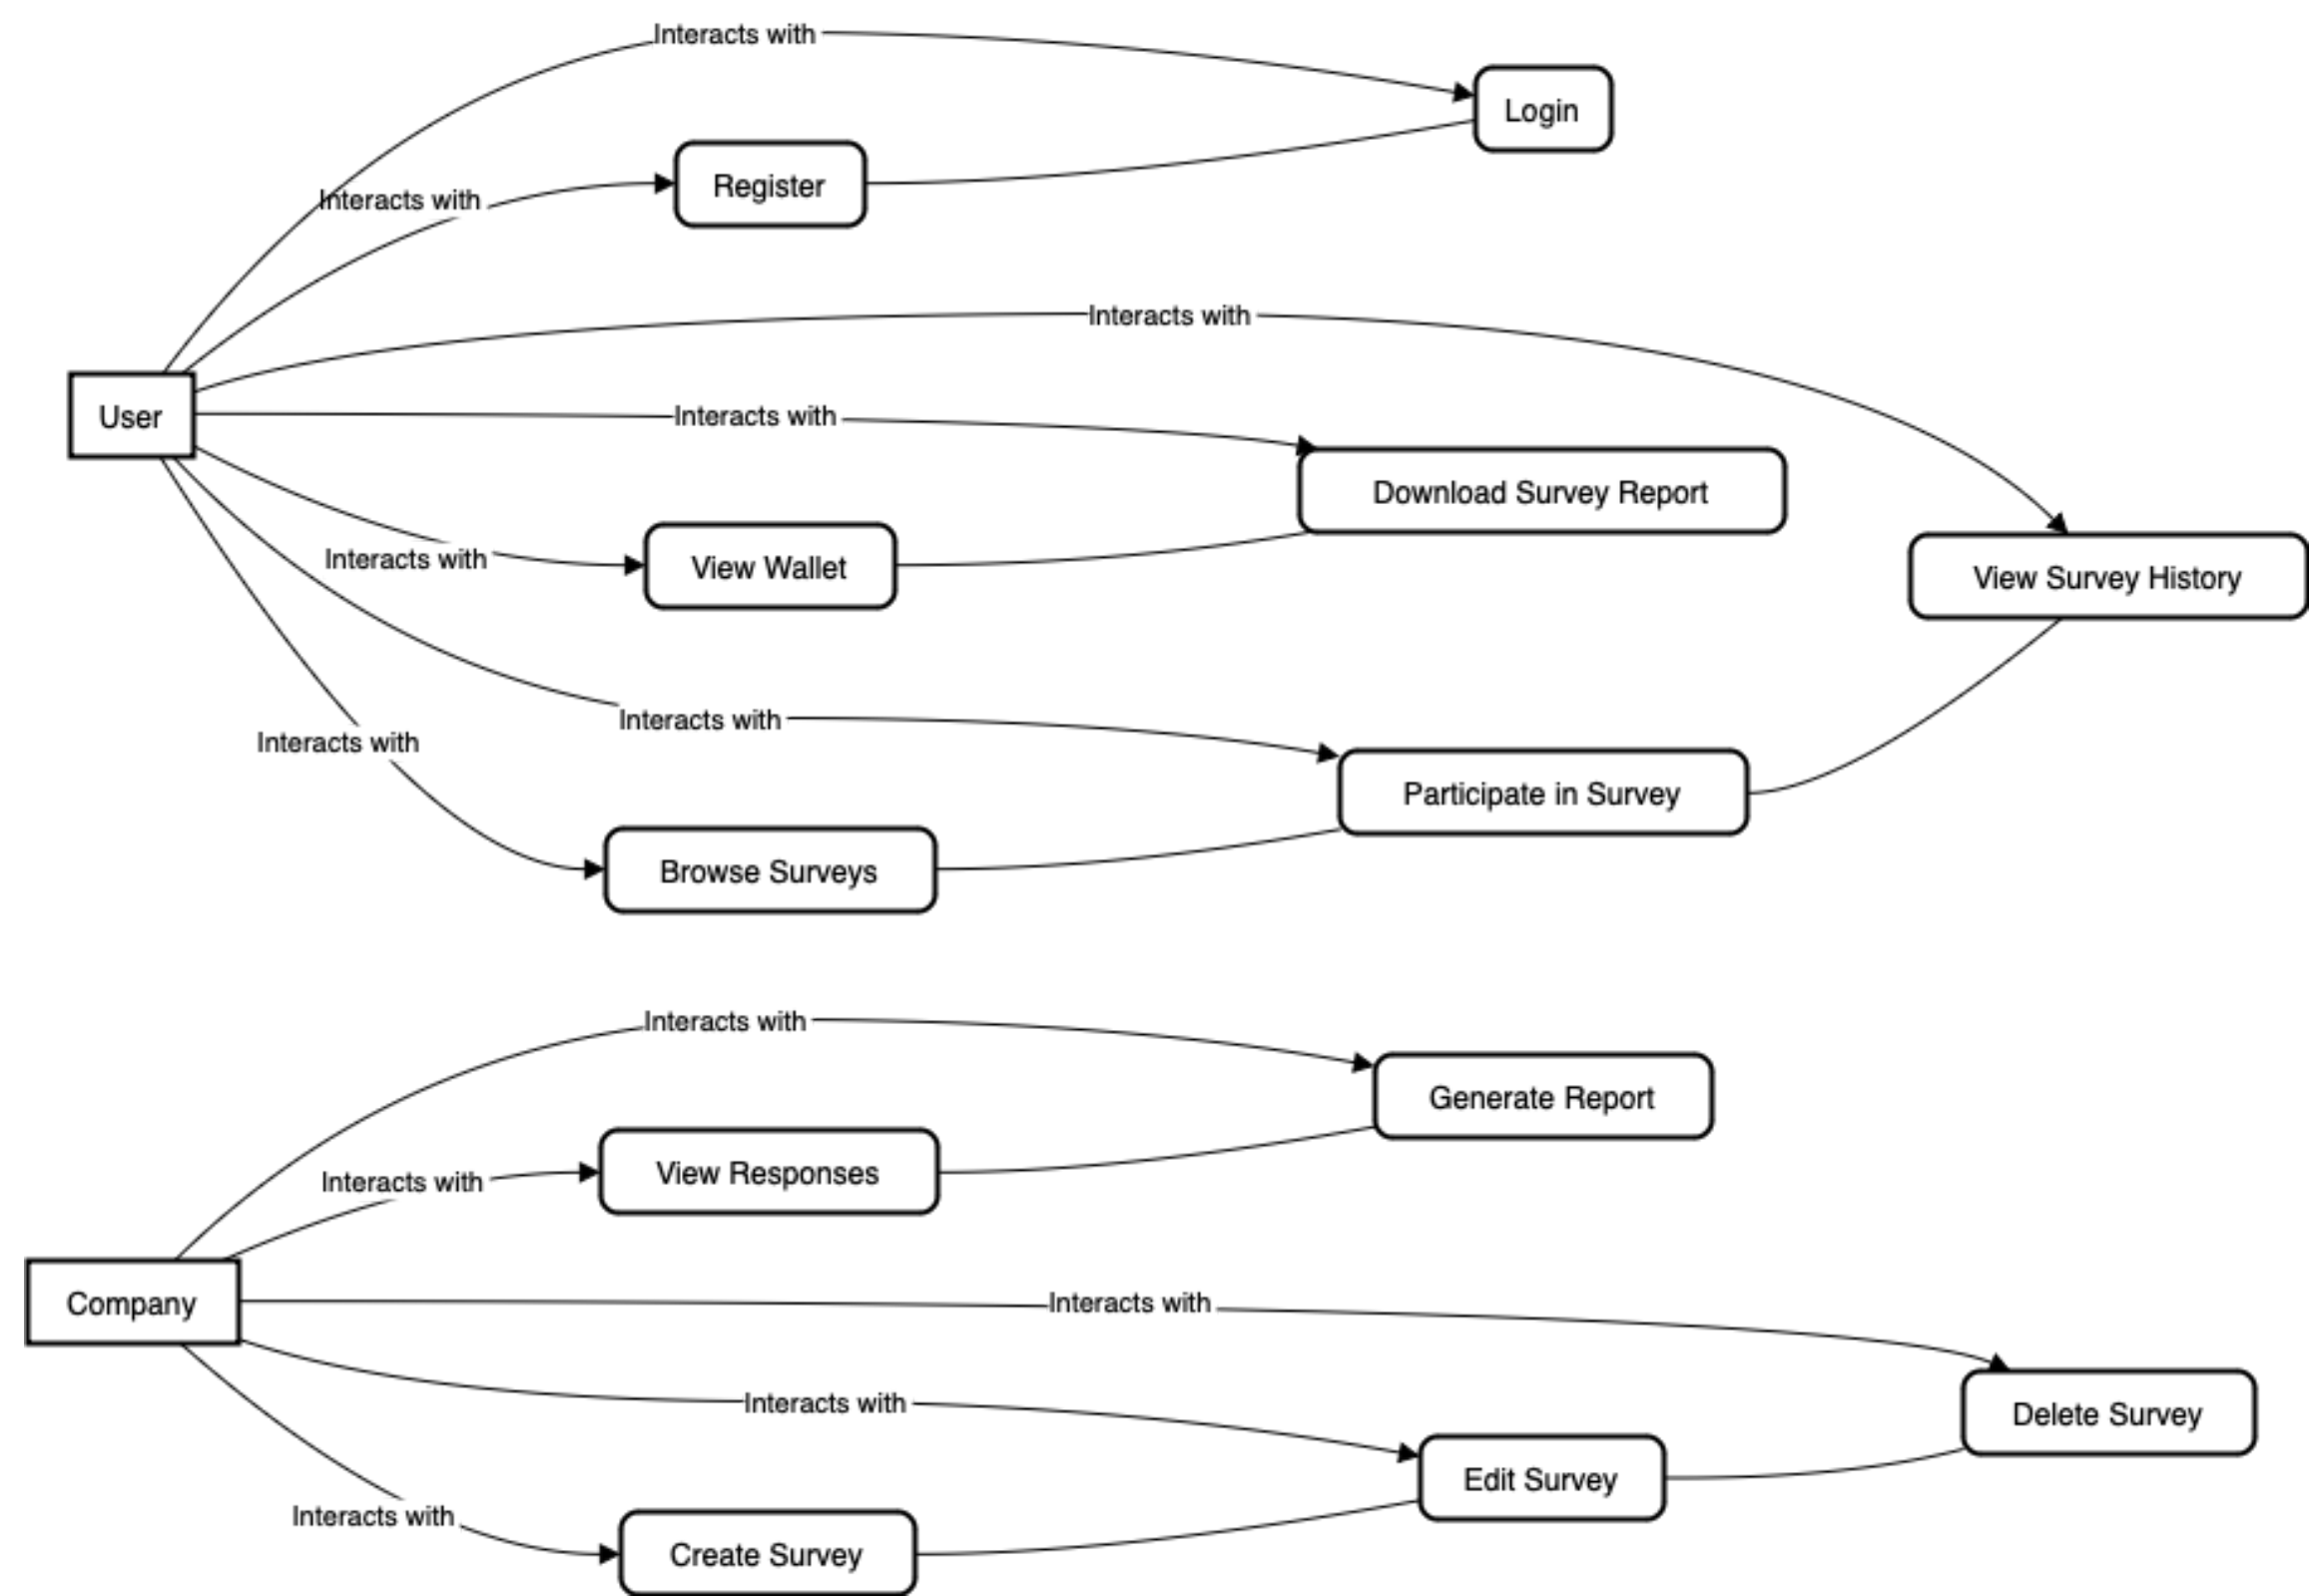 Interacts with
Login
Register
Interacts with
Interacts with
User
Interacts with
Download Survey Report
Interacts with
View Wallet
View Survey History
Interacts with
Interacts with
Participate in Survey
Browse Surveys
Interacts with
Generate Report
Interacts with
View Responses
Company
Interacts with
Interacts with
Delete Survey
Edit Survey
Interacts with
Create Survey